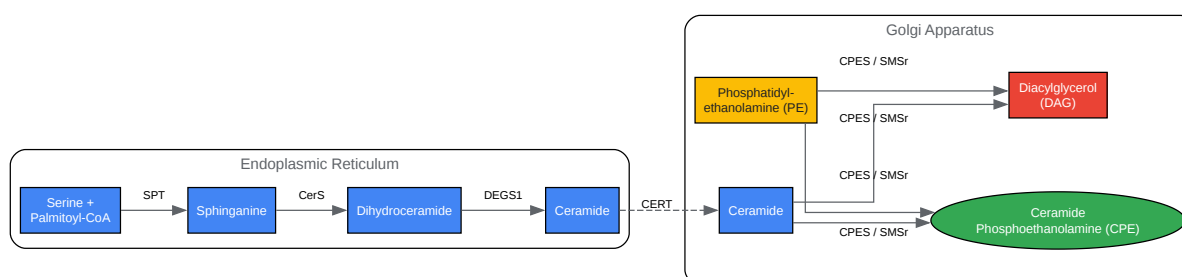 Golgi Apparatus
CPES / SMSr
Phosphatidyl-
ethanolamine (PE)
Diacylglycerol
(DAG)
CPES / SMSr
Endoplasmic Reticulum
CPES / SMSr
SPT
CerS
DEGS1
CERT
Serine +
Palmitoyl-CoA
Sphinganine
Dihydroceramide
Ceramide
Ceramide
Ceramide
Phosphoethanolamine (CPE)
CPES / SMSr